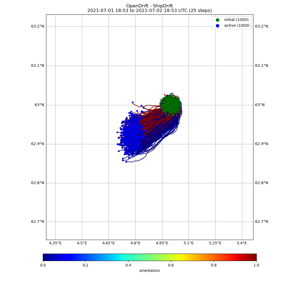 OpenDrift - ShipDrift
2021-07-01 18:53 to 2021-07-02 18:53 UTC (25 steps)
initial (1000)
active (1000)
63.2°N 63.2°N
63.1°N 63.1°N
63°N 63°N
62.9°N 62.9°N
62.8°N 62.8°N
62.7°N 62.7°N
4.35°E 4.5°E 4.65°E 4.8°E 4.95°E 5.1°E 5.25°E 5.4°E
0.0 0.2 0.4 0.6 0.8 1.0
orientation